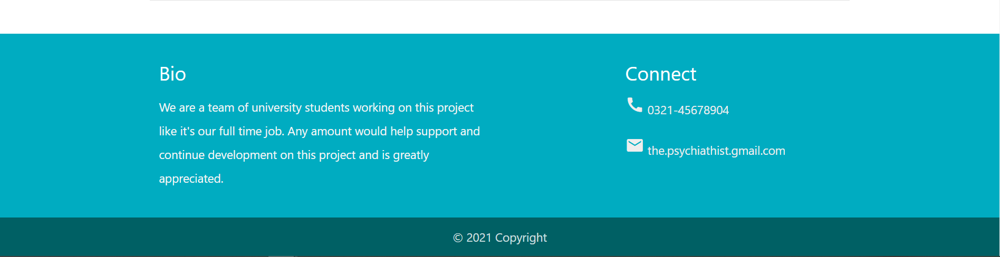 Bio
We are a team of university students working on this project
like it's our full time job. Any amount would help support and
continue development on this project and is greatly
appreciated.
Connect
0321-45678904
the.psychiathist.gmail.com
© 2021 Copyright